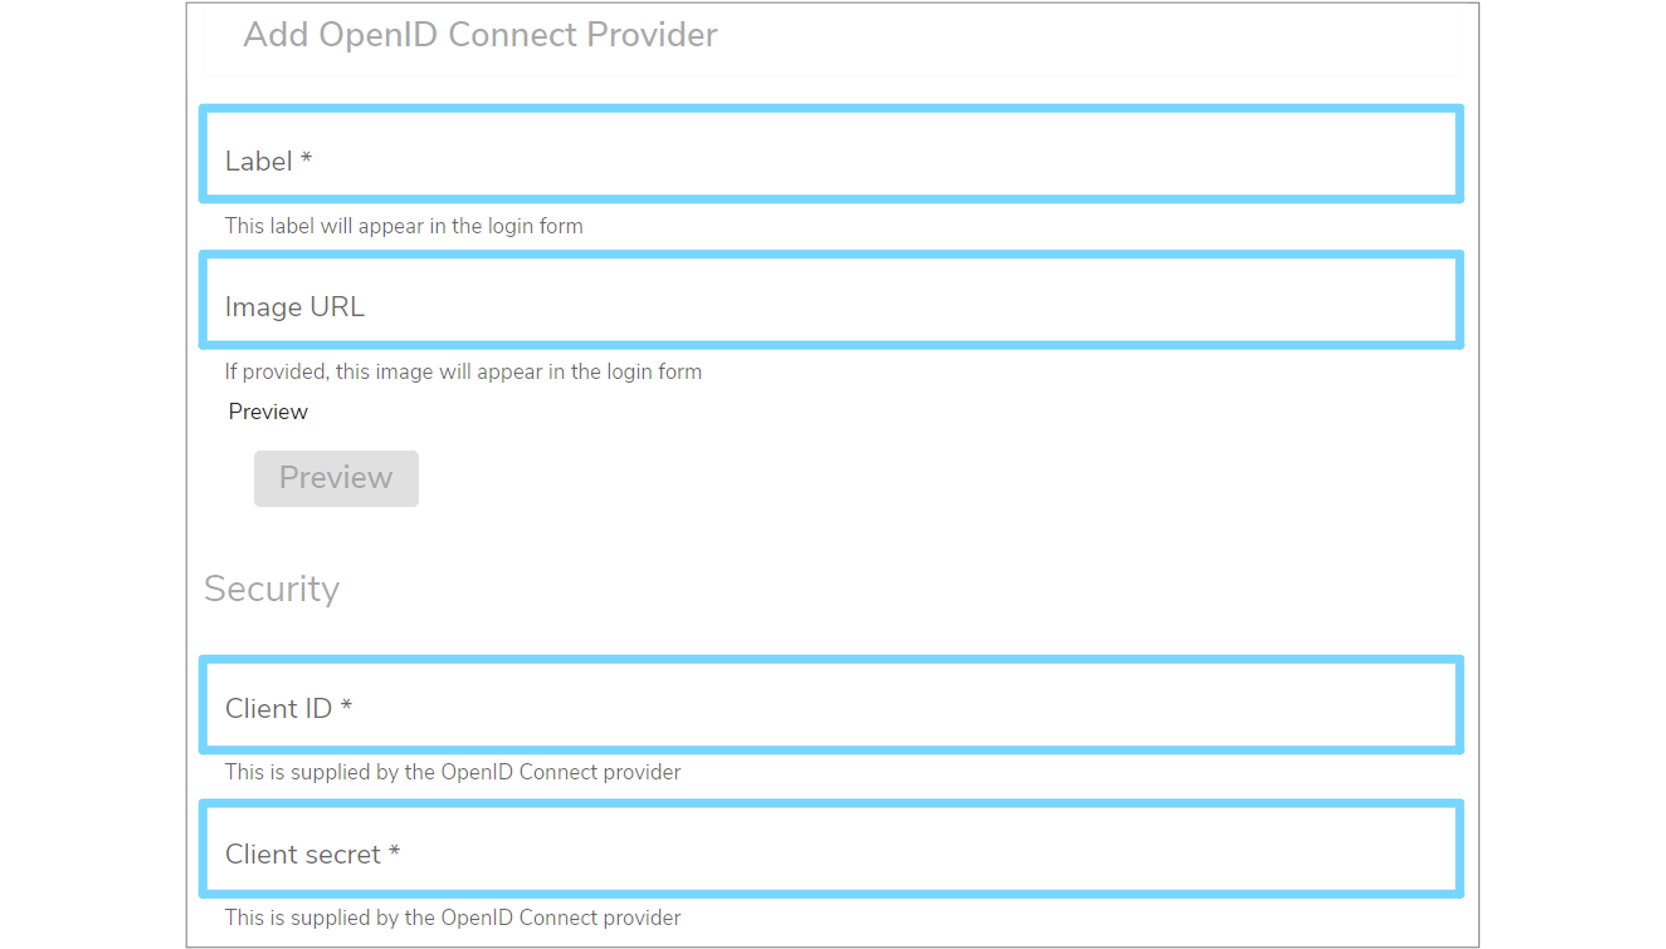 Add OpenID Connect Provider
Label *
This label will appear in the login form
Image URL
If provided, this image will appear in the login form
Preview
Preview
Security
Client ID *
This is supplied by the OpenID Connect provider
Client secret *
This is supplied by the OpenID Connect provider